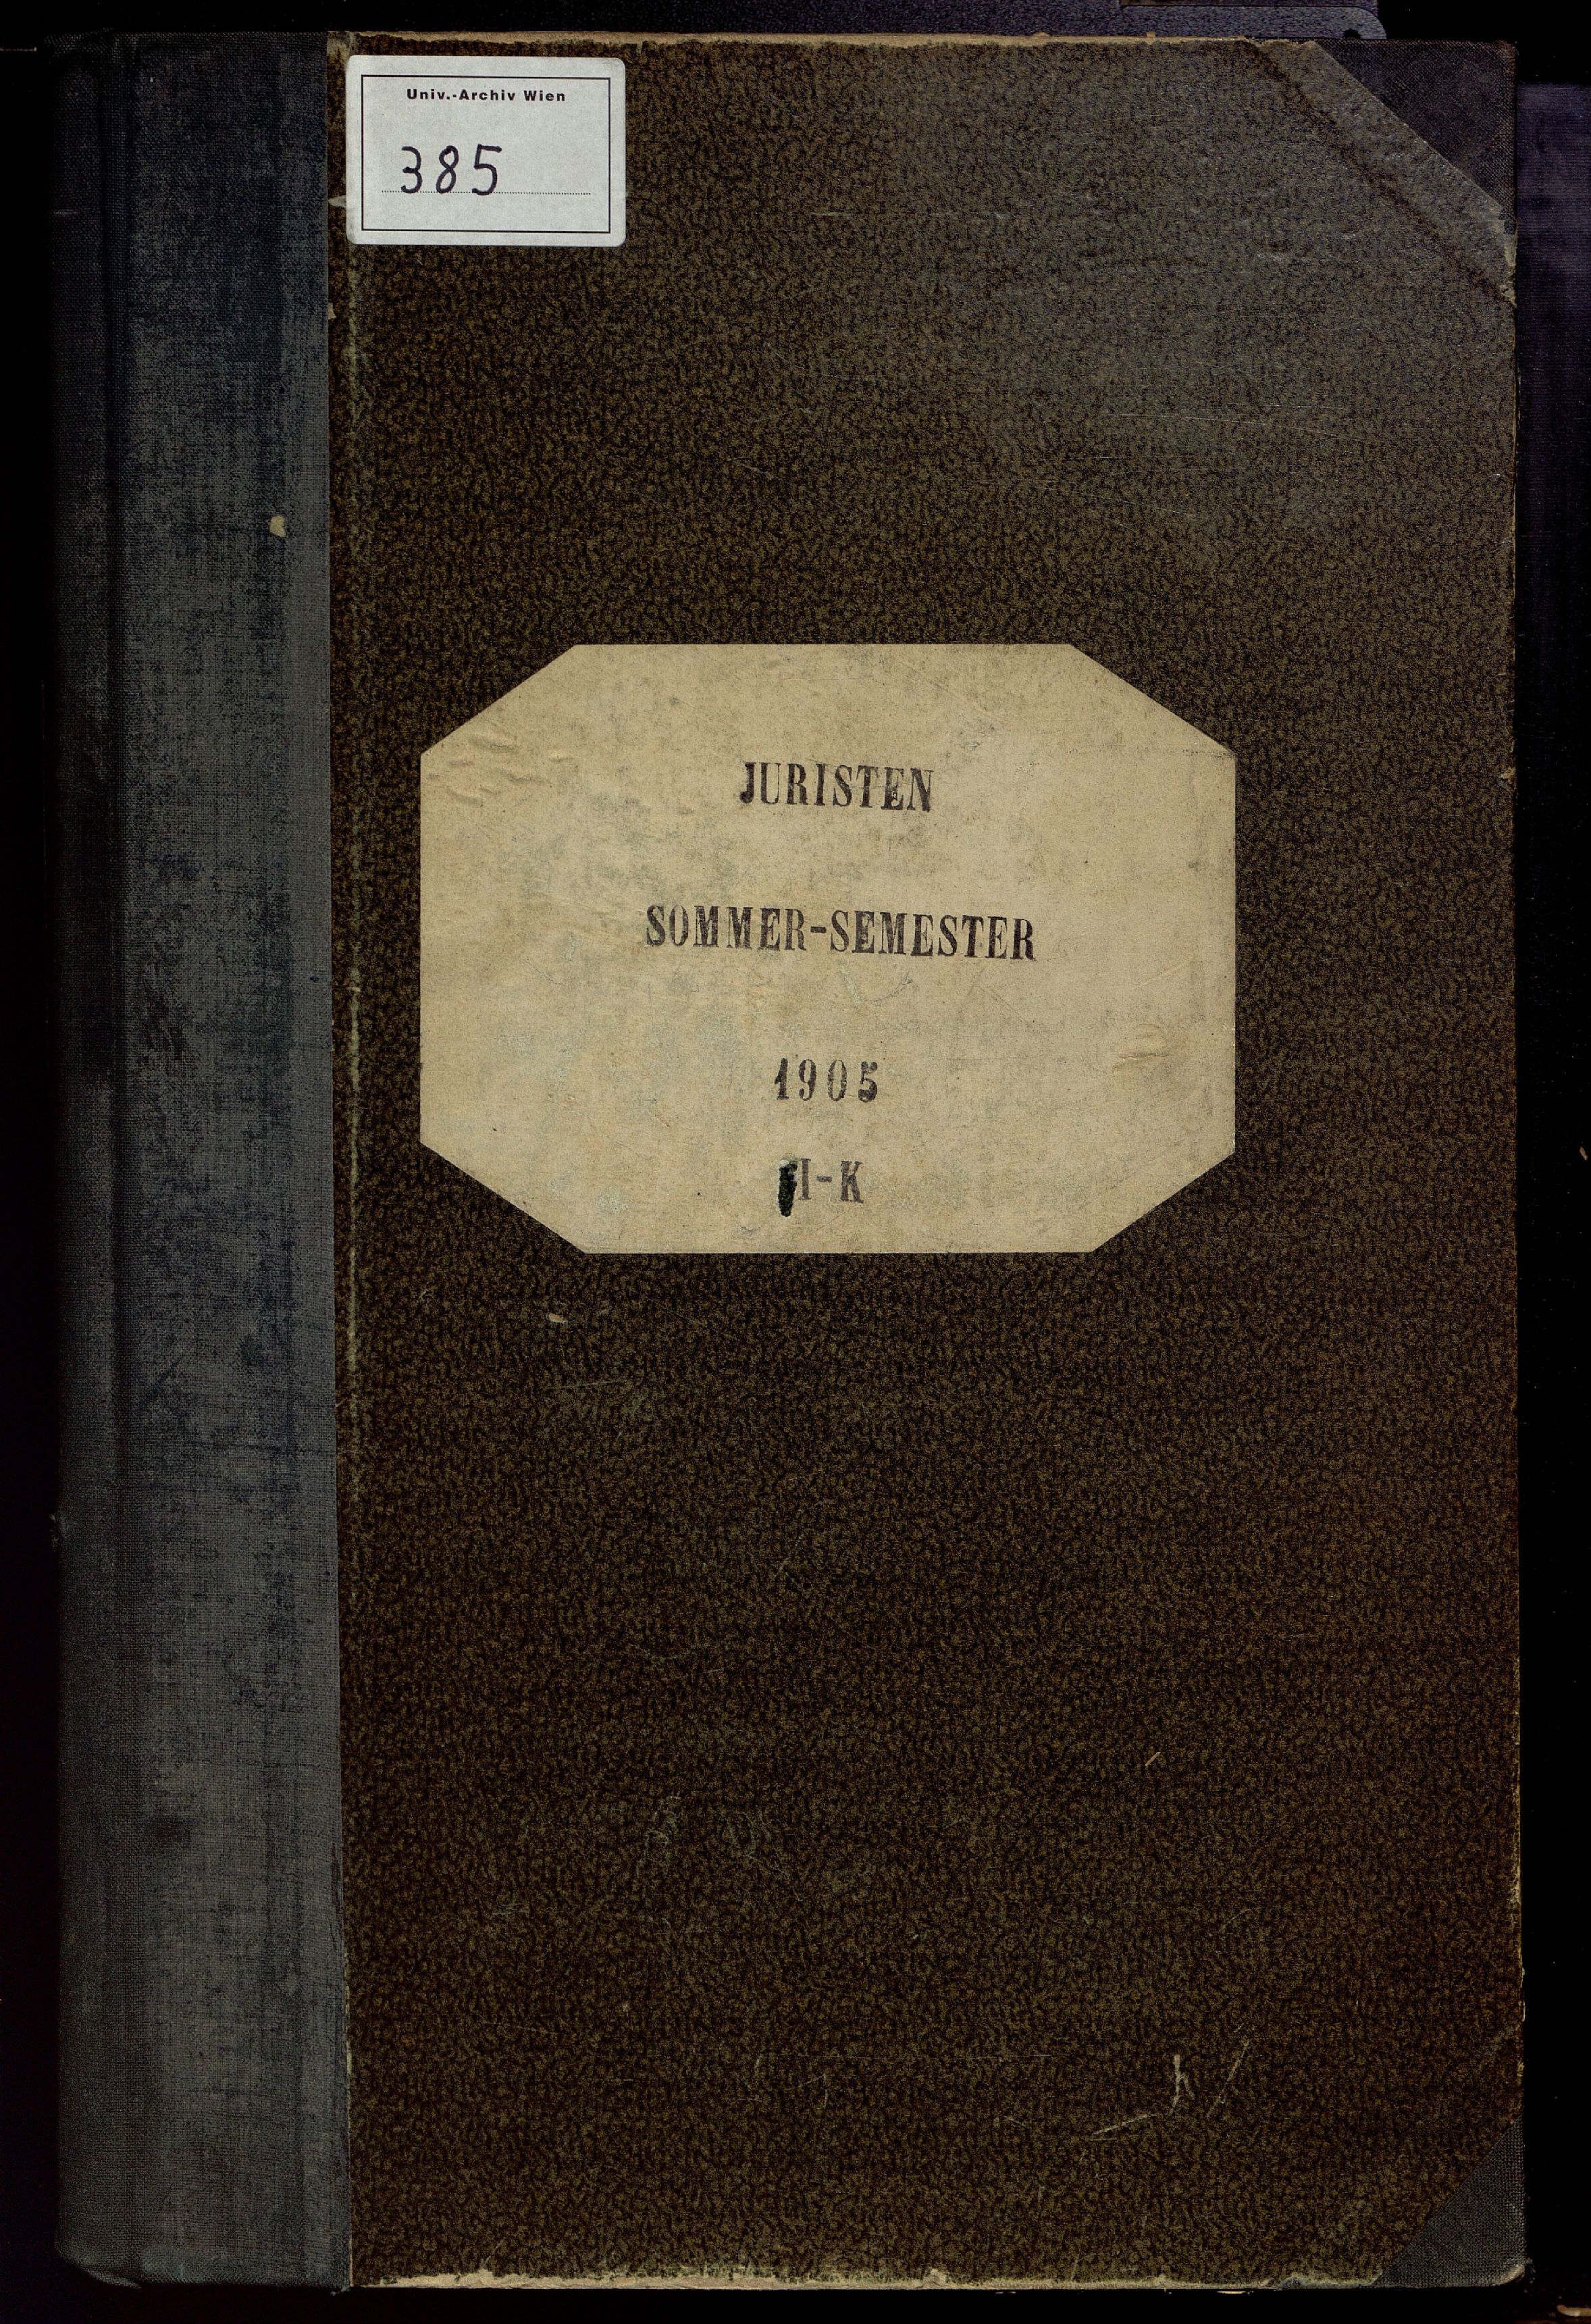 Univ.-Archiv Wien
385
JURISTEN
SOMMER-SEMESTER
1905
I-K